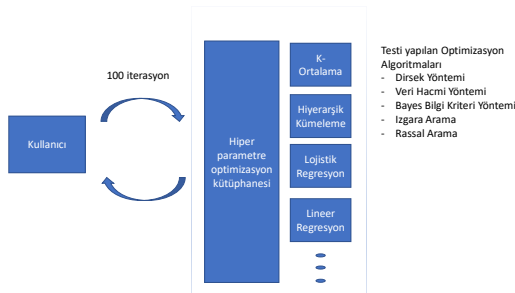 100 iterasyon
Kullanıcı
Hiper
parametre
optimizasyon
kütüphanesi
K-
Ortalama
Hiyerarşik
Kümeleme
Lojistik
Regresyon
Lineer
Regresyon
Testi yapılan Optimizasyon
Algoritmaları
- Dirsek Yöntemi
- Veri Hacmi Yöntemi
- Bayes Bilgi Kriteri Yöntemi
- Izgara Arama
- Rassal Arama